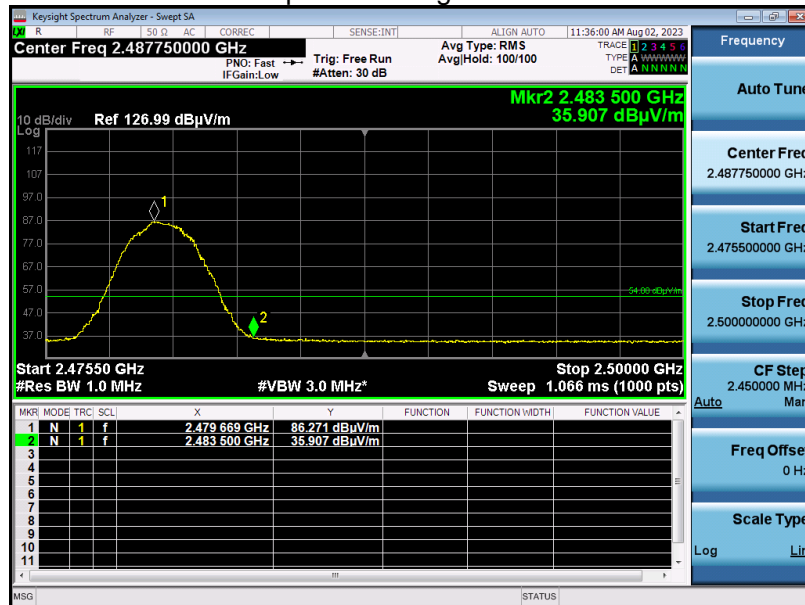 Keysight Spectrum Analyzer - Swept SA
LXI R RF 50 Ω AC CORREC SENSE:INT ALIGN AUTO 11:36:00 AM Aug 02, 2023
Center Freq 2.487750000 GHz
PNO: Fast
IFGain:Low
Trig: Free Run
#Atten: 30 dB
Avg Type: RMS
Avg|Hold: 100/100
TRACE 1 2 3 4 5 6
TYPE A WWWWW
DET A N N N N N
Mkr2 2.483 500 GHz
35.907 dBµV/m
10 dB/div Ref 126.99 dBµV/m
Log
117
107
97.0
87.0
77.0
67.0
57.0
47.0
37.0
1
2
54.00 dBµV/m
Start 2.47550 GHz Stop 2.50000 GHz
#Res BW 1.0 MHz #VBW 3.0 MHz* Sweep 1.066 ms (1000 pts)
MKR MODE TRC SCL X Y FUNCTION FUNCTION WIDTH FUNCTION VALUE
1 N 1 f 2.479 669 GHz 86.271 dBµV/m
2 N 1 f 2.483 500 GHz 35.907 dBµV/m
3
4
5
6
7
8
9
10
11
MSG STATUS
Frequency
Auto Tune
Center Freq
2.487750000 GHz
Start Freq
2.475500000 GHz
Stop Freq
2.500000000 GHz
CF Step
2.450000 MHz
Auto Man
Freq Offset
0 Hz
Scale Type
Log Lin